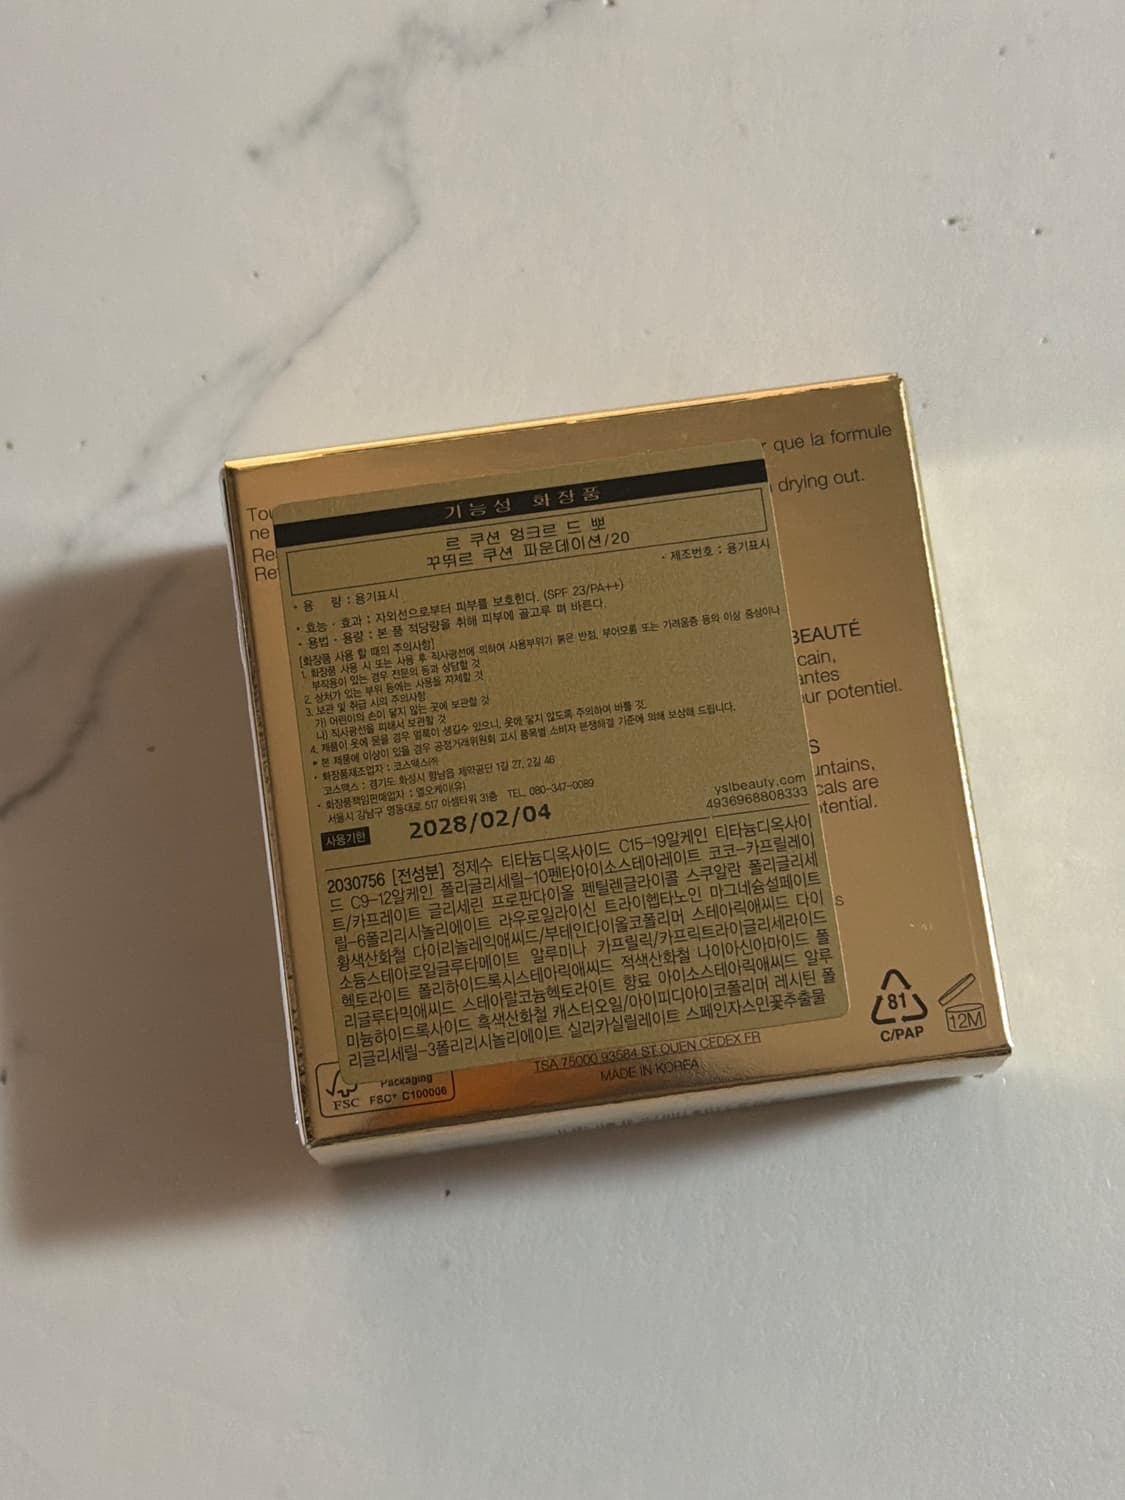 que la formule
drying out.
기능성 화장품
르 쿠션 엉크르 드 뽀
꾸뛰르 쿠션 파운데이션/20
· 제조번호 : 용기표시
· 용 량 : 용기표시
· 효능 · 효과 : 자외선으로부터 피부를 보호한다. (SPF 23/PA++)
· 용법 · 용량 : 본 품 적당량을 취해 피부에 골고루 펴 바른다.
[화장품 사용 할 때의 주의사항]
1. 화장품 사용 시 또는 사용 후 직사광선에 의하여 사용부위가 붉은 반점, 부어오름 또는 가려움증 등의 이상 증상이나
부작용이 있는 경우 전문의 등과 상담할 것
2. 상처가 있는 부위 등에는 사용을 자제할 것
3. 보관 및 취급 시의 주의사항
가) 어린이의 손이 닿지 않는 곳에 보관할 것
나) 직사광선을 피해서 보관할 것
4. 제품이 옷에 묻을 경우 얼룩이 생길수 있으니, 옷에 닿지 않도록 주의하여 바를 것.
* 본 제품에 이상이 있을 경우 공정거래위원회 고시 품목별 소비자 분쟁해결 기준에 의해 보상해 드립니다.
· 화장품제조업자 : 코스맥스㈜
코스맥스 : 경기도 화성시 향남읍 제약공단 1길 27, 2길 46
· 화장품책임판매업자 : 엘오케이(유)
서울시 강남구 영동대로 517 아셈타워 31층 TEL. 080-347-0089
yslbeauty.com
4936968808333
사용기한 2028/02/04
2030756 [전성분] 정제수 티타늄디옥사이드 C15-19알케인 티타늄디옥사이
드 C9-12알케인 폴리글리세릴-10펜타아이소스테아레이트 코코-카프릴레이
트/카프레이트 글리세린 프로판다이올 펜틸렌글라이콜 스쿠알란 폴리글리세
릴-6폴리리시놀리에이트 라우로일라이신 트라이헵타노인 마그네슘설페이트
황색산화철 다이리놀레익애씨드/부테인다이올코폴리머 스테아릭애씨드 다이
소듐스테아로일글루타메이트 알루미나 카프릴릭/카프릭트라이글리세라이드
헥토라이트 폴리하이드록시스테아릭애씨드 적색산화철 나이아신아마이드 폴
리글루타믹애씨드 스테아랄코늄헥토라이트 향료 아이소스테아릭애씨드 알루
미늄하이드록사이드 흑색산화철 캐스터오일/아이피디아이코폴리머 레시틴 폴
리글리세릴-3폴리리시놀리에이트 실리카실릴레이트 스페인자스민꽃추출물
BEAUTÉ
potentiel.
are
81
C/PAP
12M
FSC
Packaging
FSC® C100006
TSA 75000 93584 ST OUEN CEDEX FR
MADE IN KOREA